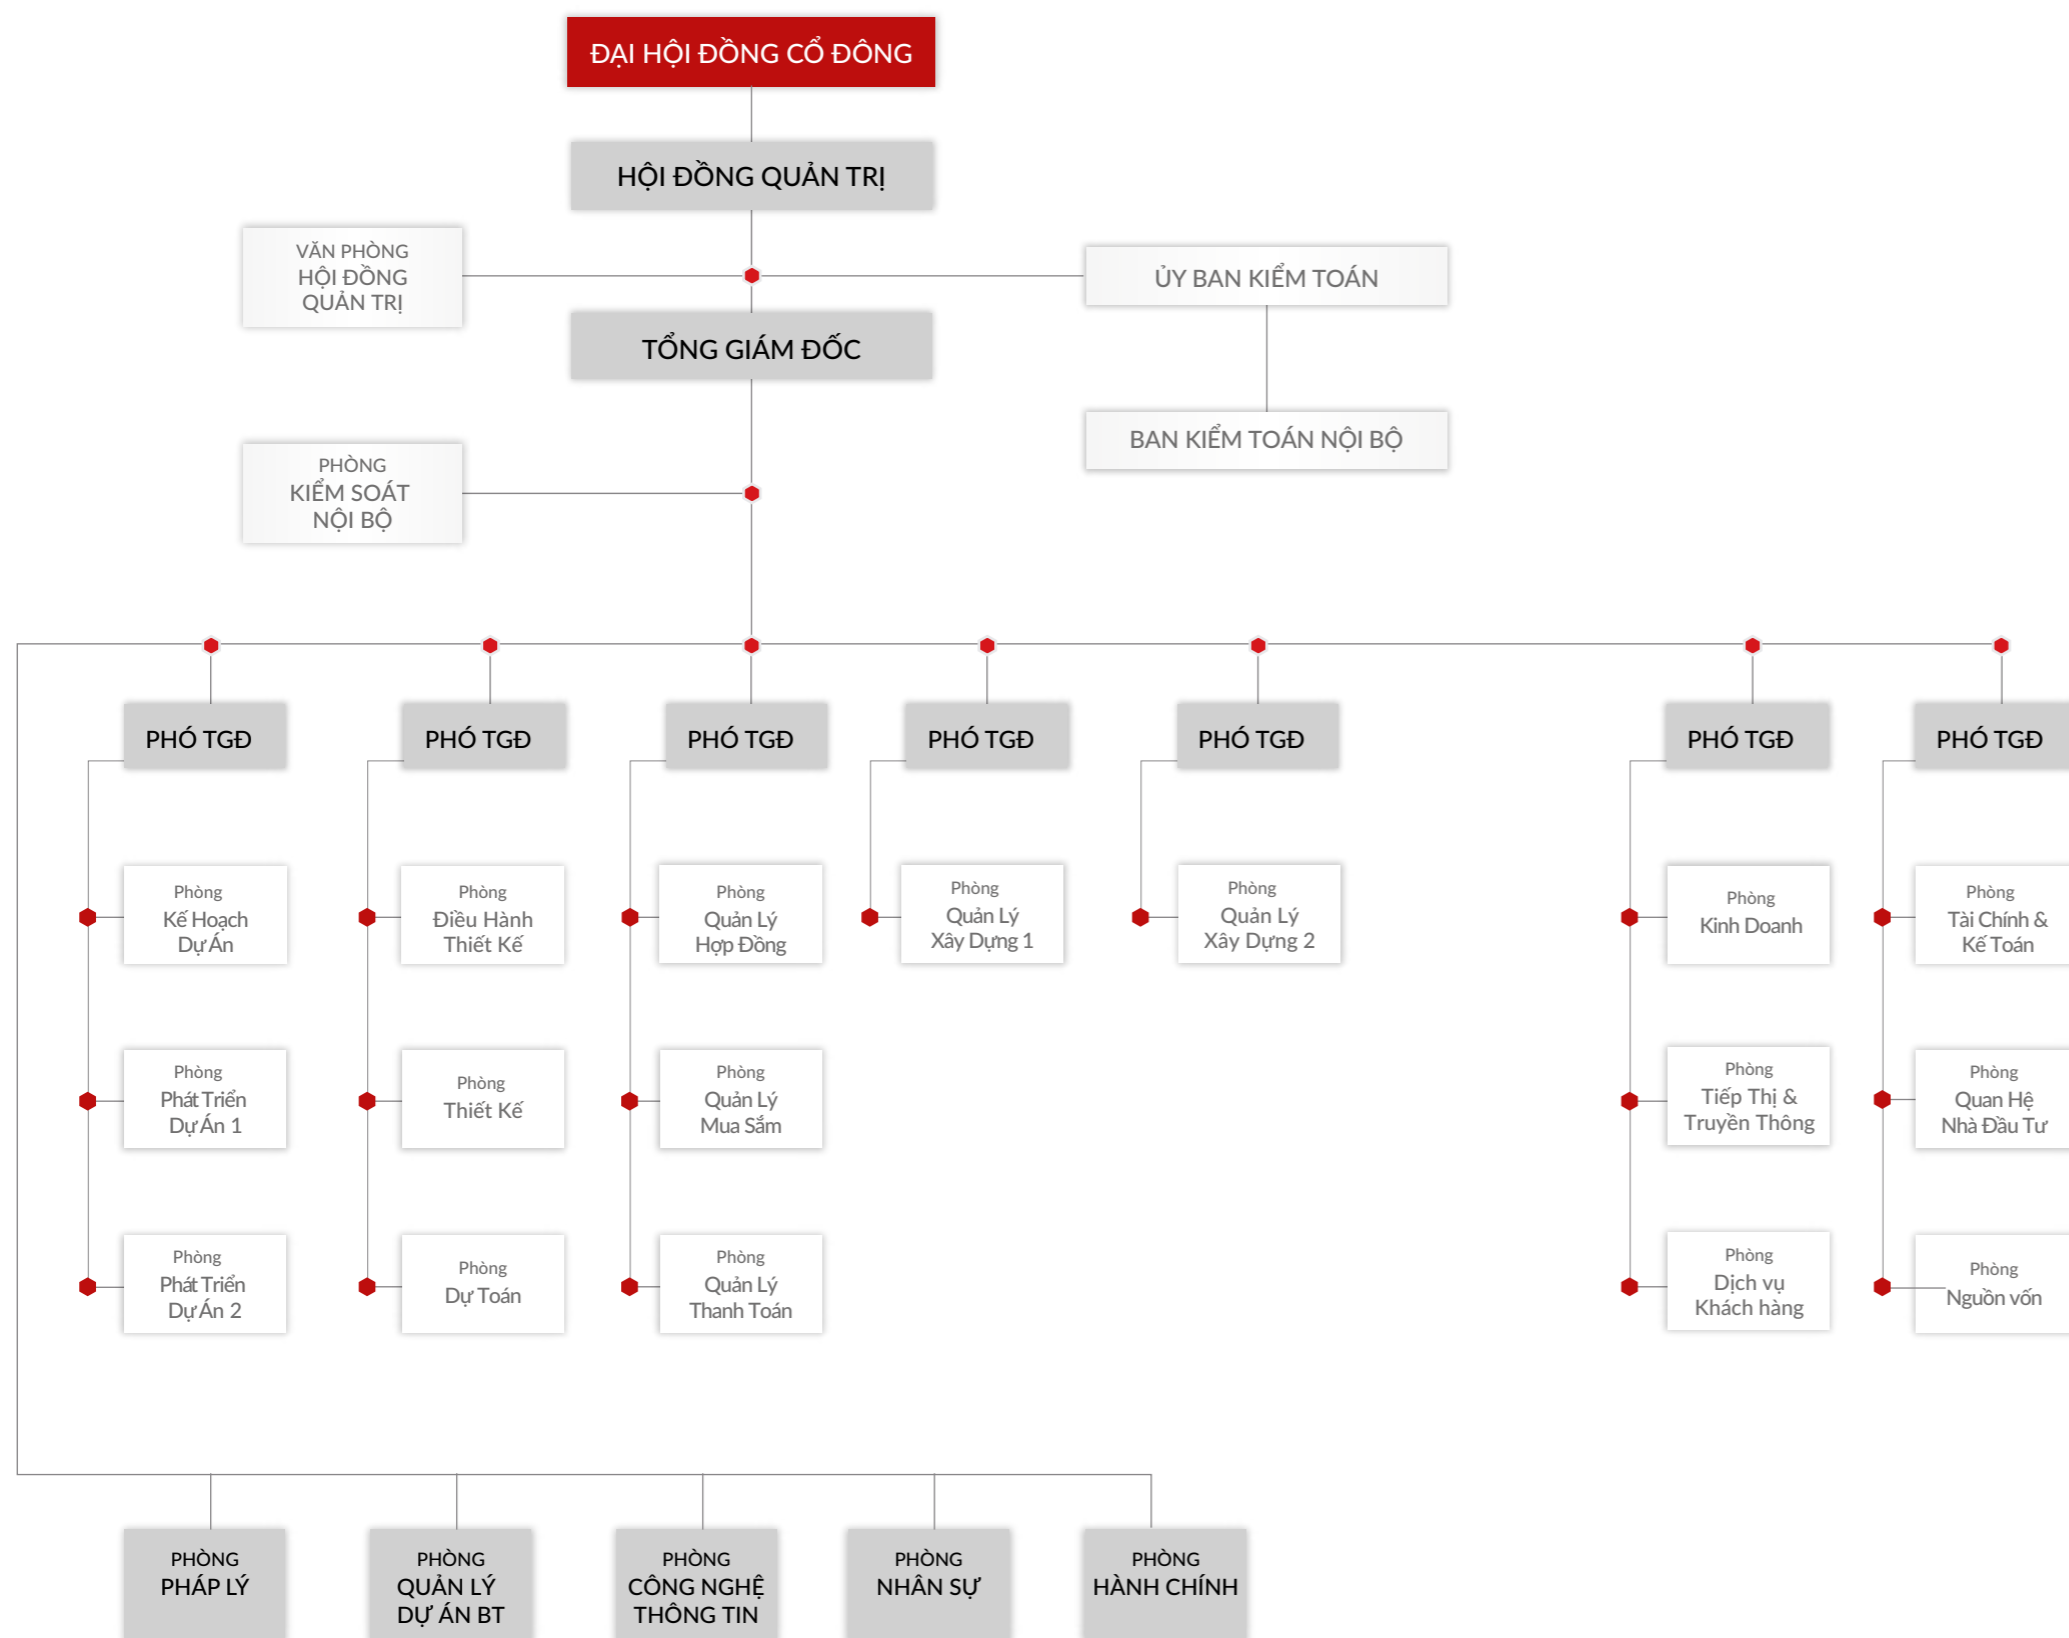 ĐẠI HỘI ĐỒNG CỔ ĐÔNG
HỘI ĐỒNG QUẢN TRỊ
VĂN PHÒNG
HỘI ĐỒNG
QUẢN TRỊ
ỦY BAN KIỂM TOÁN
TỔNG GIÁM ĐỐC
BAN KIỂM TOÁN NỘI BỘ
PHÒNG
KIỂM SOÁT
NỘI BỘ
PHÓ TGĐ
PHÓ TGĐ
PHÓ TGĐ
PHÓ TGĐ
PHÓ TGĐ
PHÓ TGĐ
PHÓ TGĐ
Phòng
Kế Hoạch
Dự Án
Phòng
Điều Hành
Thiết Kế
Phòng
Quản Lý
Hợp Đồng
Phòng
Quản Lý
Xây Dựng 1
Phòng
Quản Lý
Xây Dựng 2
Phòng
Kinh Doanh
Phòng
Tài Chính &
Kế Toán
Phòng
Phát Triển
Dự Án 1
Phòng
Thiết Kế
Phòng
Quản Lý
Mua Sắm
Phòng
Tiếp Thị &
Truyền Thông
Phòng
Quan Hệ
Nhà Đầu Tư
Phòng
Phát Triển
Dự Án 2
Phòng
Dự Toán
Phòng
Quản Lý
Thanh Toán
Phòng
Dịch vụ
Khách hàng
Phòng
Nguồn vốn
PHÒNG
PHÁP LÝ
PHÒNG
QUẢN LÝ
DỰ ÁN BT
PHÒNG
CÔNG NGHỆ
THÔNG TIN
PHÒNG
NHÂN SỰ
PHÒNG
HÀNH CHÍNH